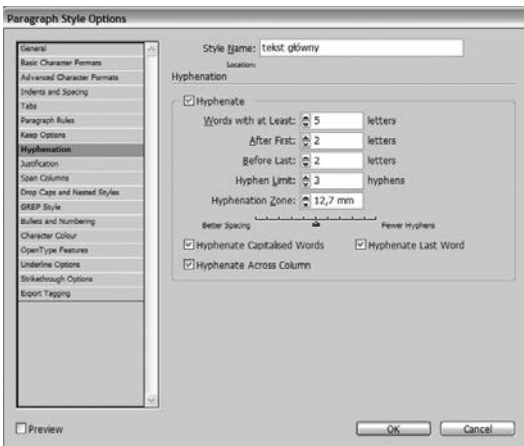 Paragraph Style Options
General
Basic Character Formats
Advanced Character Formats
Indents and Spacing
Tabs
Paragraph Rules
Keep Options
Hyphenation
Justification
Span Columns
Drop Caps and Nested Styles
GREP Style
Bullets and Numbering
Character Colour
OpenType Features
Underline Options
Strikethrough Options
Export Tagging
Style Name: tekst główny
Location:
Hyphenation
Hyphenate
Words with at Least: 5 letters
After First: 2 letters
Before Last: 2 letters
Hyphen Limit: 3 hyphens
Hyphenation Zone: 12,7 mm
Better Spacing Fewer Hyphens
Hyphenate Capitalised Words Hyphenate Last Word
Hyphenate Across Column
Preview OK Cancel